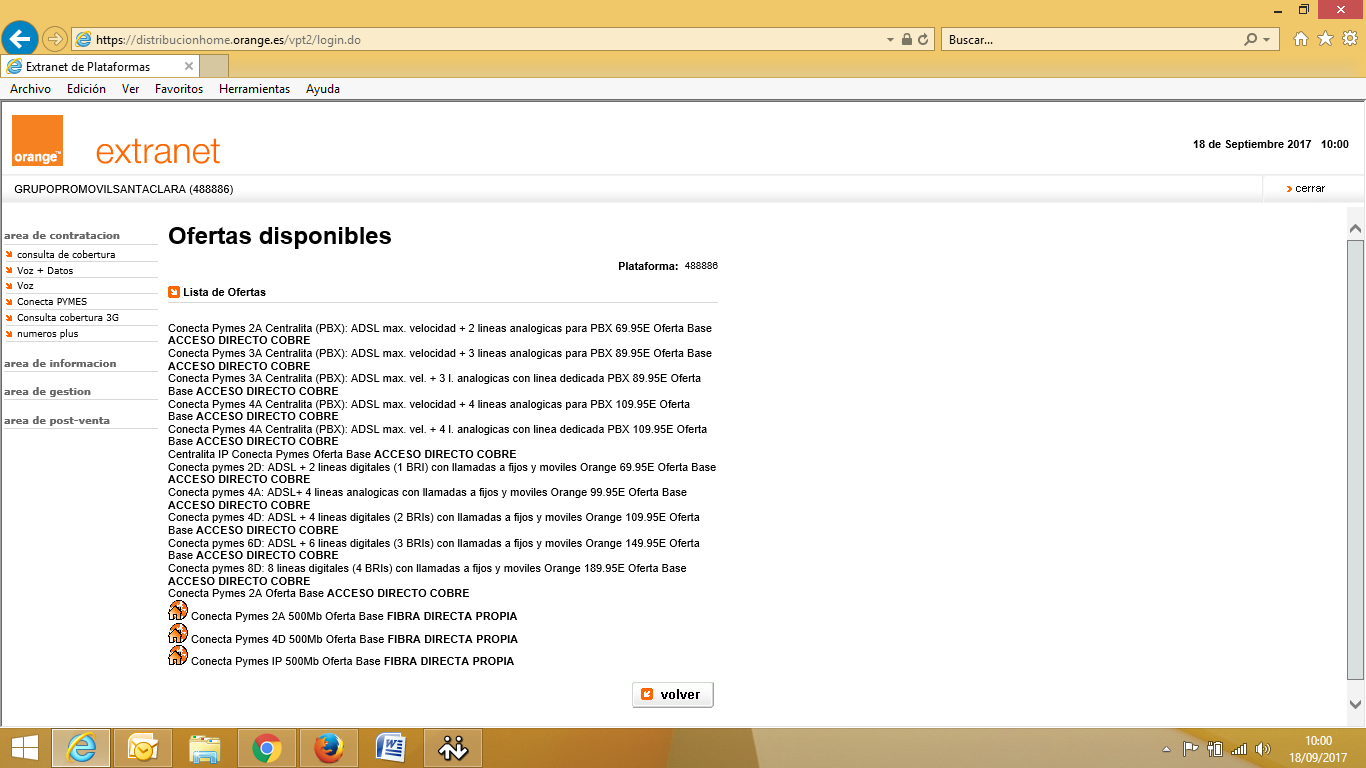 https://distribucionhome.orange.es/vpt2/login.do
Buscar...
Extranet de Plataformas
Archivo Edición Ver Favoritos Herramientas Ayuda
orange™
extranet
18 de Septiembre 2017 10:00
GRUPOPROMOVILSANTACLARA (488886)
cerrar
area de contratacion
consulta de cobertura
Voz + Datos
Voz
Conecta PYMES
Consulta cobertura 3G
numeros plus
area de informacion
area de gestion
area de post-venta
Ofertas disponibles
Plataforma: 488886
Lista de Ofertas
Conecta Pymes 2A Centralita (PBX): ADSL max. velocidad + 2 lineas analogicas para PBX 69.95E Oferta Base
ACCESO DIRECTO COBRE
Conecta Pymes 3A Centralita (PBX): ADSL max. velocidad + 3 lineas analogicas para PBX 89.95E Oferta Base
ACCESO DIRECTO COBRE
Conecta Pymes 3A Centralita (PBX): ADSL max. vel. + 3 l. analogicas con linea dedicada PBX 89.95E Oferta
Base ACCESO DIRECTO COBRE
Conecta Pymes 4A Centralita (PBX): ADSL max. velocidad + 4 lineas analogicas para PBX 109.95E Oferta
Base ACCESO DIRECTO COBRE
Conecta Pymes 4A Centralita (PBX): ADSL max. vel. + 4 l. analogicas con linea dedicada PBX 109.95E Oferta
Base ACCESO DIRECTO COBRE
Centralita IP Conecta Pymes Oferta Base ACCESO DIRECTO COBRE
Conecta pymes 2D: ADSL + 2 lineas digitales (1 BRI) con llamadas a fijos y moviles Orange 69.95E Oferta Base
ACCESO DIRECTO COBRE
Conecta pymes 4A: ADSL+ 4 lineas analogicas con llamadas a fijos y moviles Orange 99.95E Oferta Base
ACCESO DIRECTO COBRE
Conecta pymes 4D: ADSL + 4 lineas digitales (2 BRIs) con llamadas a fijos y moviles Orange 109.95E Oferta
Base ACCESO DIRECTO COBRE
Conecta pymes 6D: ADSL + 6 lineas digitales (3 BRIs) con llamadas a fijos y moviles Orange 149.95E Oferta
Base ACCESO DIRECTO COBRE
Conecta pymes 8D: 8 lineas digitales (4 BRIs) con llamadas a fijos y moviles Orange 189.95E Oferta Base
ACCESO DIRECTO COBRE
Conecta Pymes 2A Oferta Base ACCESO DIRECTO COBRE
Conecta Pymes 2A 500Mb Oferta Base FIBRA DIRECTA PROPIA
Conecta Pymes 4D 500Mb Oferta Base FIBRA DIRECTA PROPIA
Conecta Pymes IP 500Mb Oferta Base FIBRA DIRECTA PROPIA
volver
10:00
18/09/2017